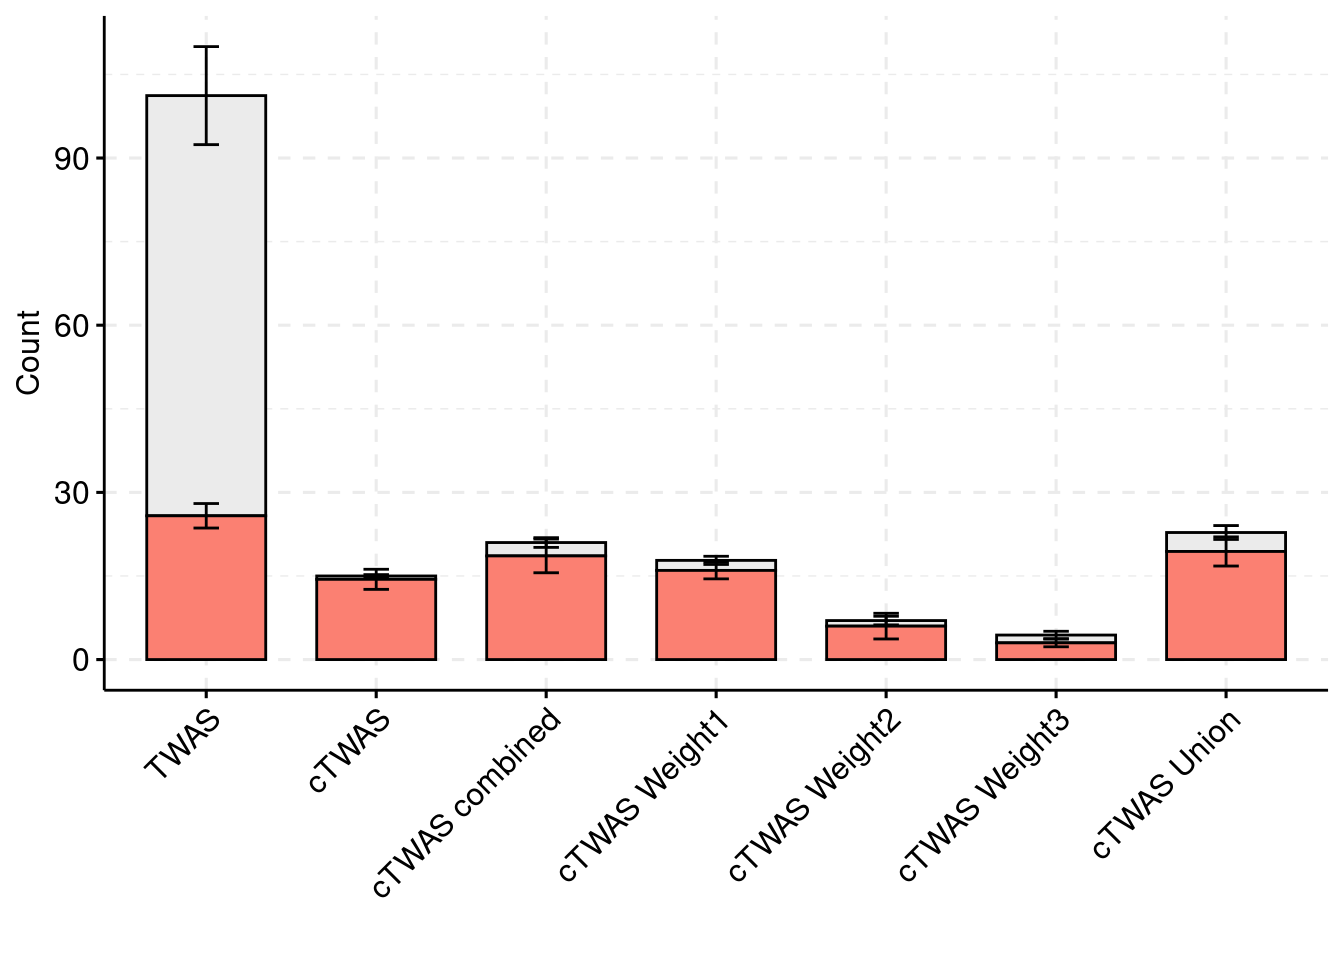 Count
90
60
30
0
TWAS
cTWAS
cTWAS combined
cTWAS Weight1
cTWAS Weight2
cTWAS Weight3
cTWAS Union